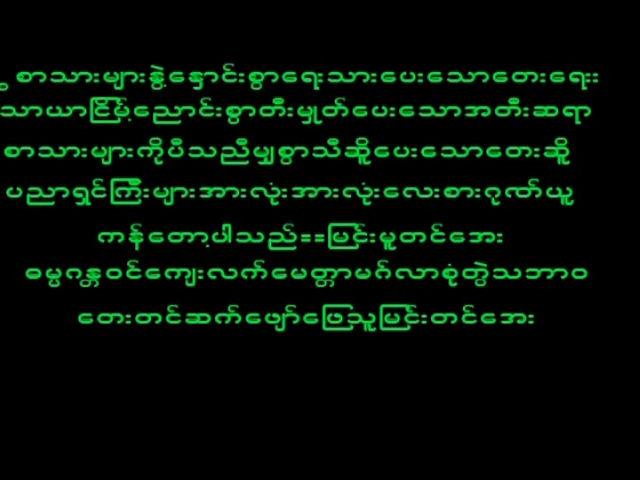 စာသားများနွဲ့နှောင်းစွာရေးသားပေးသောတေးရေး
သာယာငြိမ့်ညောင်းစွာတီးမှုတ်ပေးသောအတီးဆရာ
စာသားများကိုပီသညီမျှစွာသီဆိုပေးသောတေးဆို
ပညာရှင်ကြီးများအားလုံးအားလုံးလေးစားဂုဏ်ယူ
ကန်တော့ပါသည်==မြင်းမူတင်အေး
ဓမ္မဂန္တဝင်ကျေးလက်မေတ္တာမဂ်လာစုံတွဲသဘာဝ
တေးတင်ဆက်ဖျော်ဖြေသူမြင်းတင်အေး